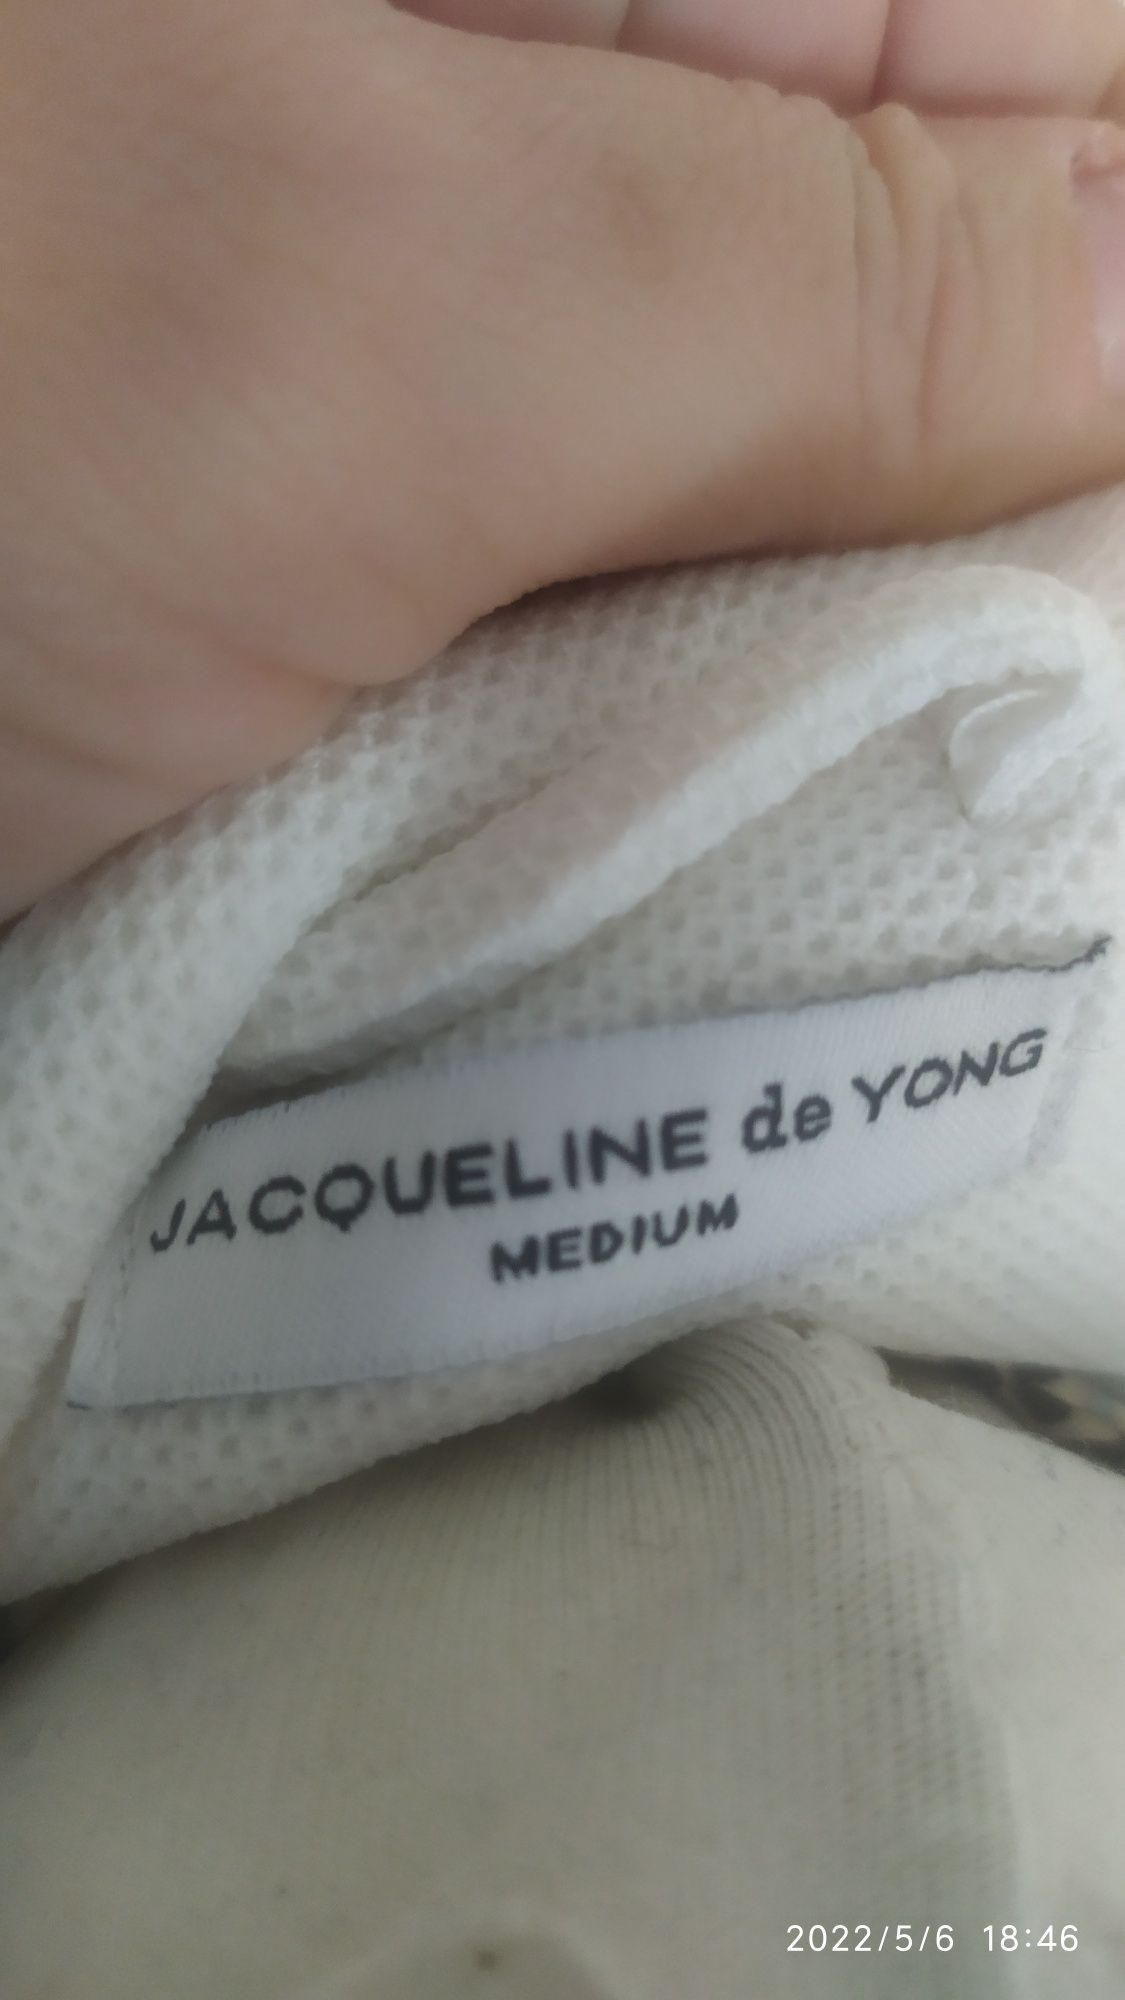 JACQUELINE de YONG
MEDIUM
2022/5/6 18:46